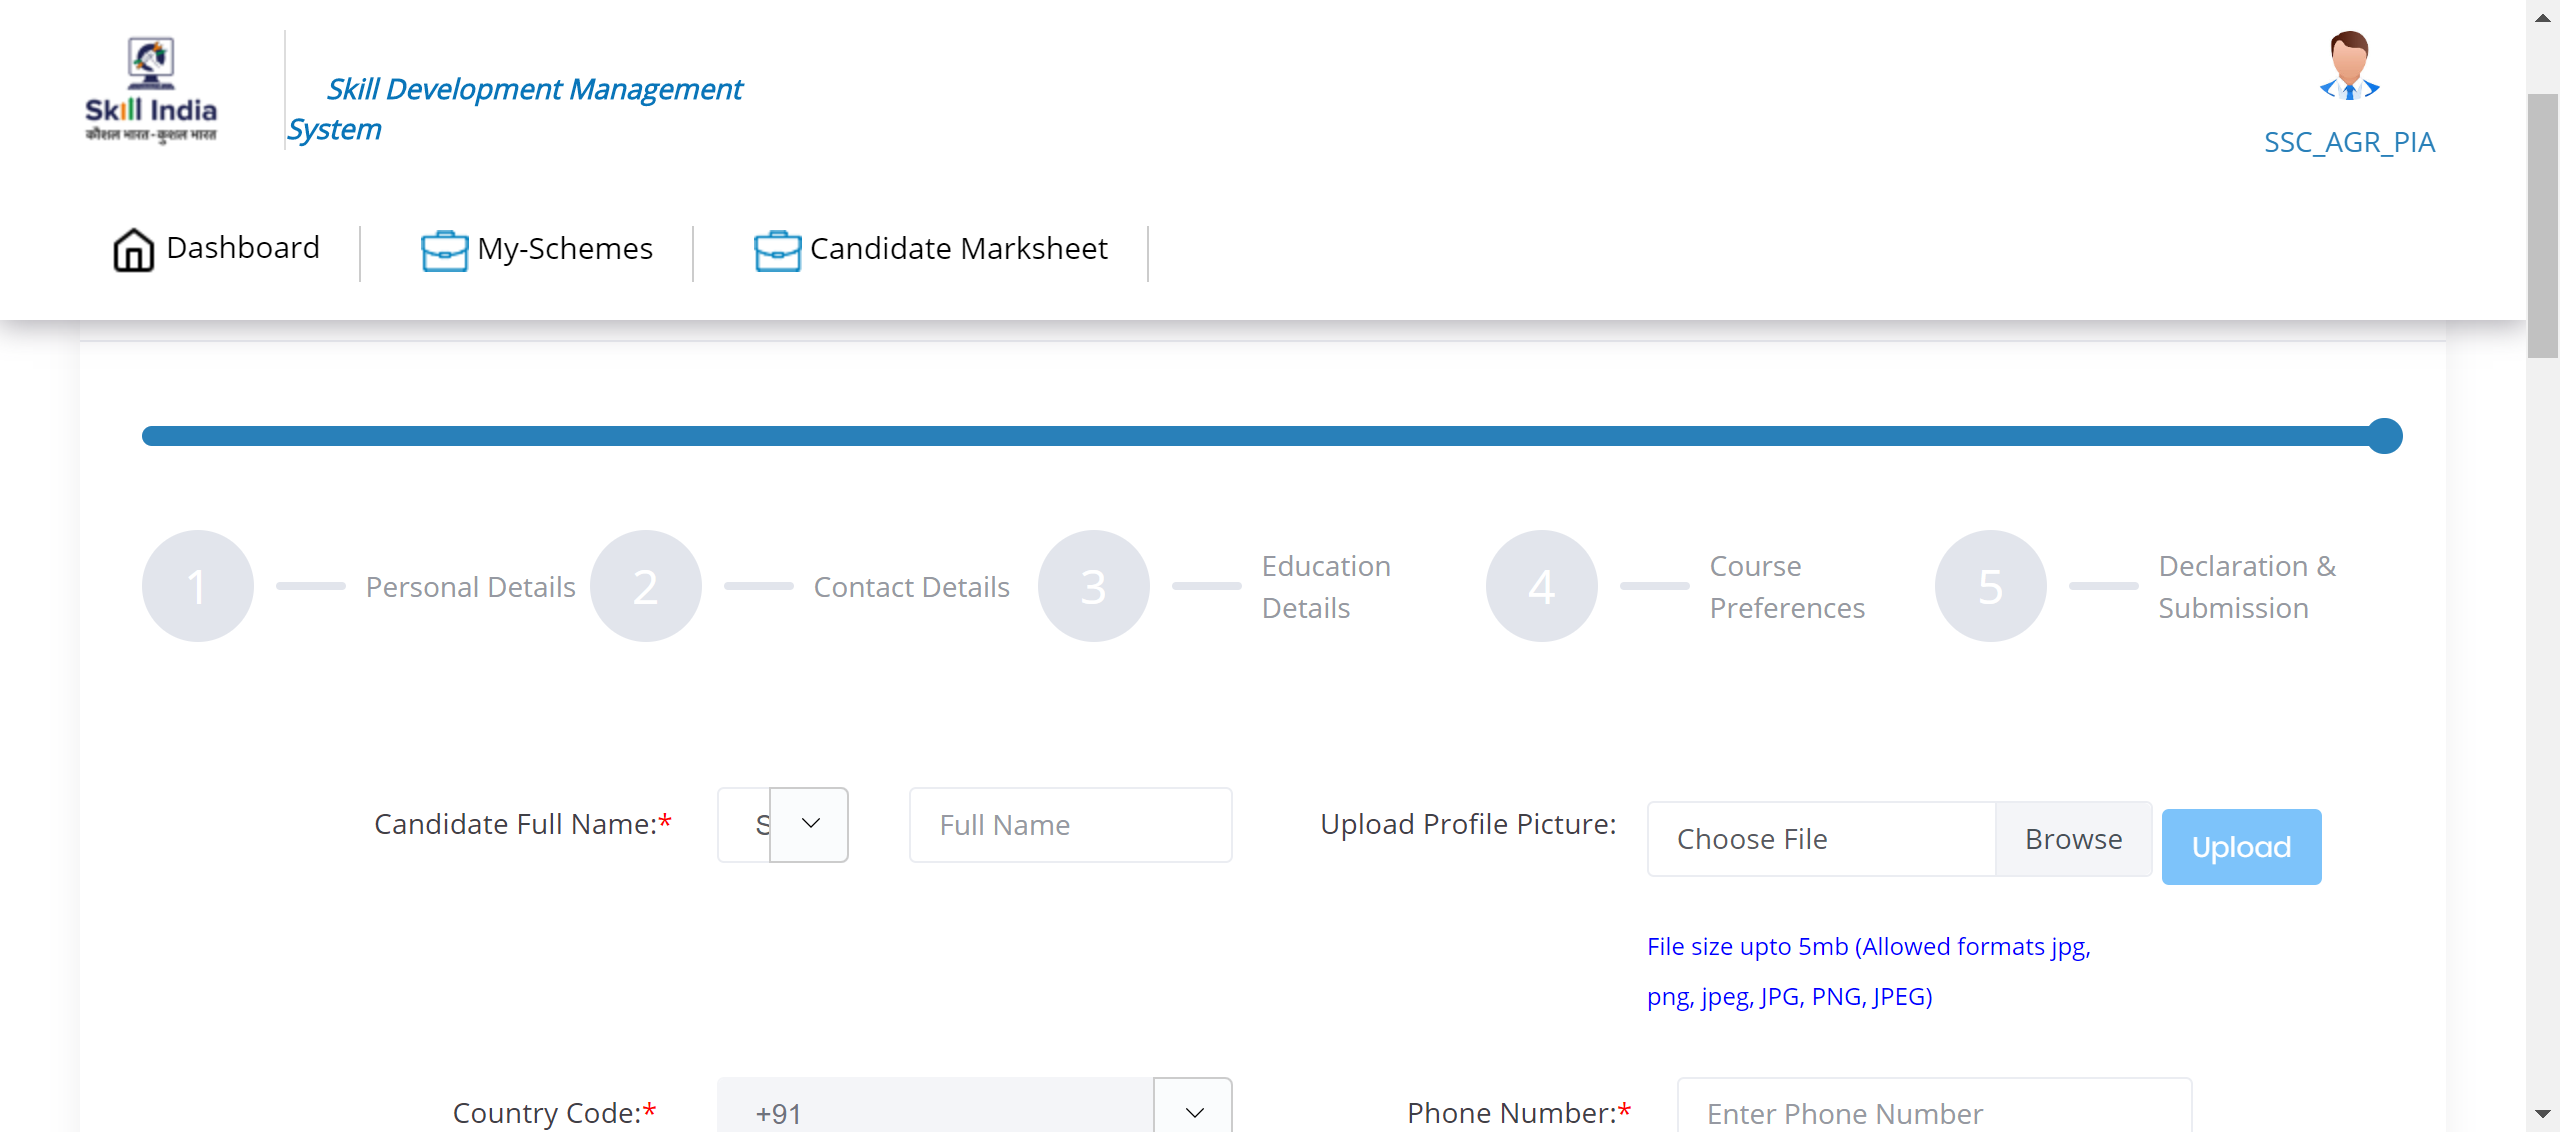 Skill India
कौशल भारत-कुशल भारत
Skill Development Management
System
SSC_AGR_PIA
Dashboard
My-Schemes
Candidate Marksheet
1
Personal Details
2
Contact Details
3
Education
Details
4
Course
Preferences
5
Declaration &
Submission
Candidate Full Name:*
S
Full Name
Upload Profile Picture:
Choose File
Browse
Upload
File size upto 5mb (Allowed formats jpg,
png, jpeg, JPG, PNG, JPEG)
Country Code:*
+91
Phone Number:*
Enter Phone Number